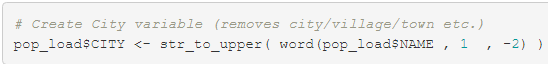 # Create City variable (removes city/village/town etc.)
pop_load$CITY <- str_to_upper( word(pop_load$NAME , 1  , -2) )